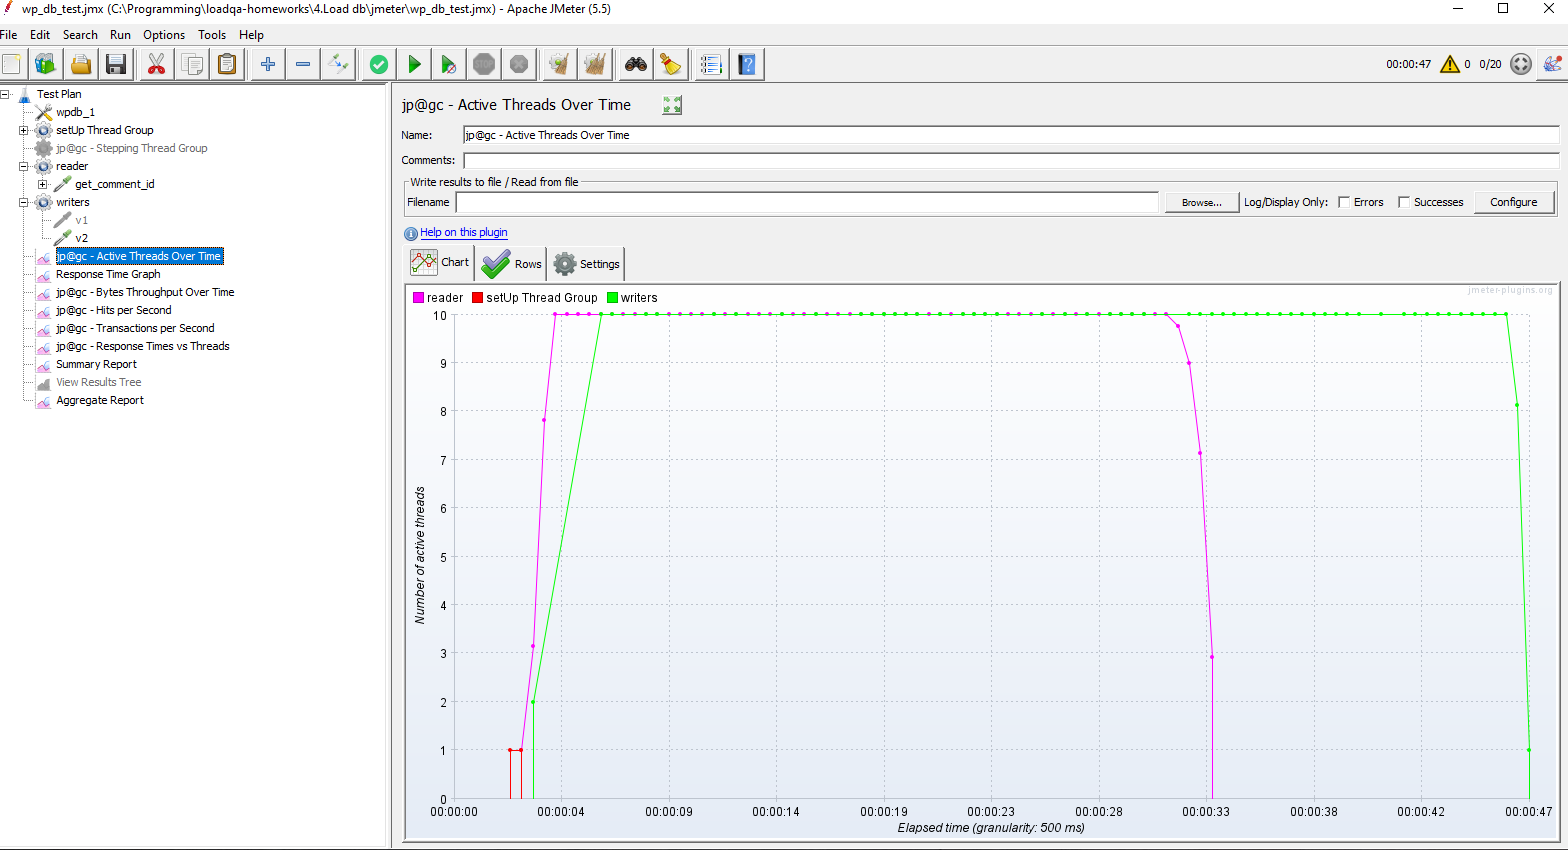 wp_db_test.jmx (C:\Programming\loadqa-homeworks\4.Load db\jmeter\wp_db_test.jmx) - Apache JMeter (5.5)
File Edit Search Run Options Tools Help
STOP
00:00:47 0 0/20
Test Plan
wpdb_1
setUp Thread Group
jp@gc - Stepping Thread Group
reader
get_comment_id
writers
v1
v2
jp@gc - Active Threads Over Time
Response Time Graph
jp@gc - Bytes Throughput Over Time
jp@gc - Hits per Second
jp@gc - Transactions per Second
jp@gc - Response Times vs Threads
Summary Report
View Results Tree
Aggregate Report
jp@gc - Active Threads Over Time
Name: jp@gc - Active Threads Over Time
Comments:
Write results to file / Read from file
Filename Browse... Log/Display Only: Errors Successes Configure
Help on this plugin
Chart Rows Settings
jmeter-plugins.org
reader setUp Thread Group writers
10
9
8
7
6
5
4
3
2
1
0
Number of active threads
00:00:00 00:00:04 00:00:09 00:00:14 00:00:19 00:00:23 00:00:28 00:00:33 00:00:38 00:00:42 00:00:47
Elapsed time (granularity: 500 ms)